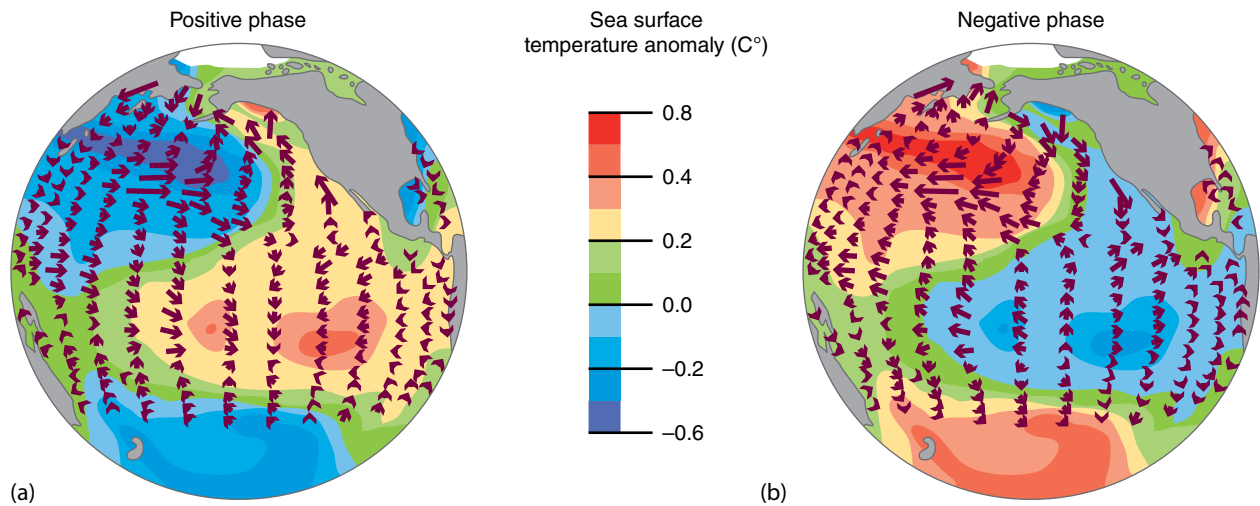 Positive phase
Sea surface
temperature anomaly (C°)
Negative phase
0.8
0.4
0.2
0.0
–0.2
–0.6
(a)
(b)